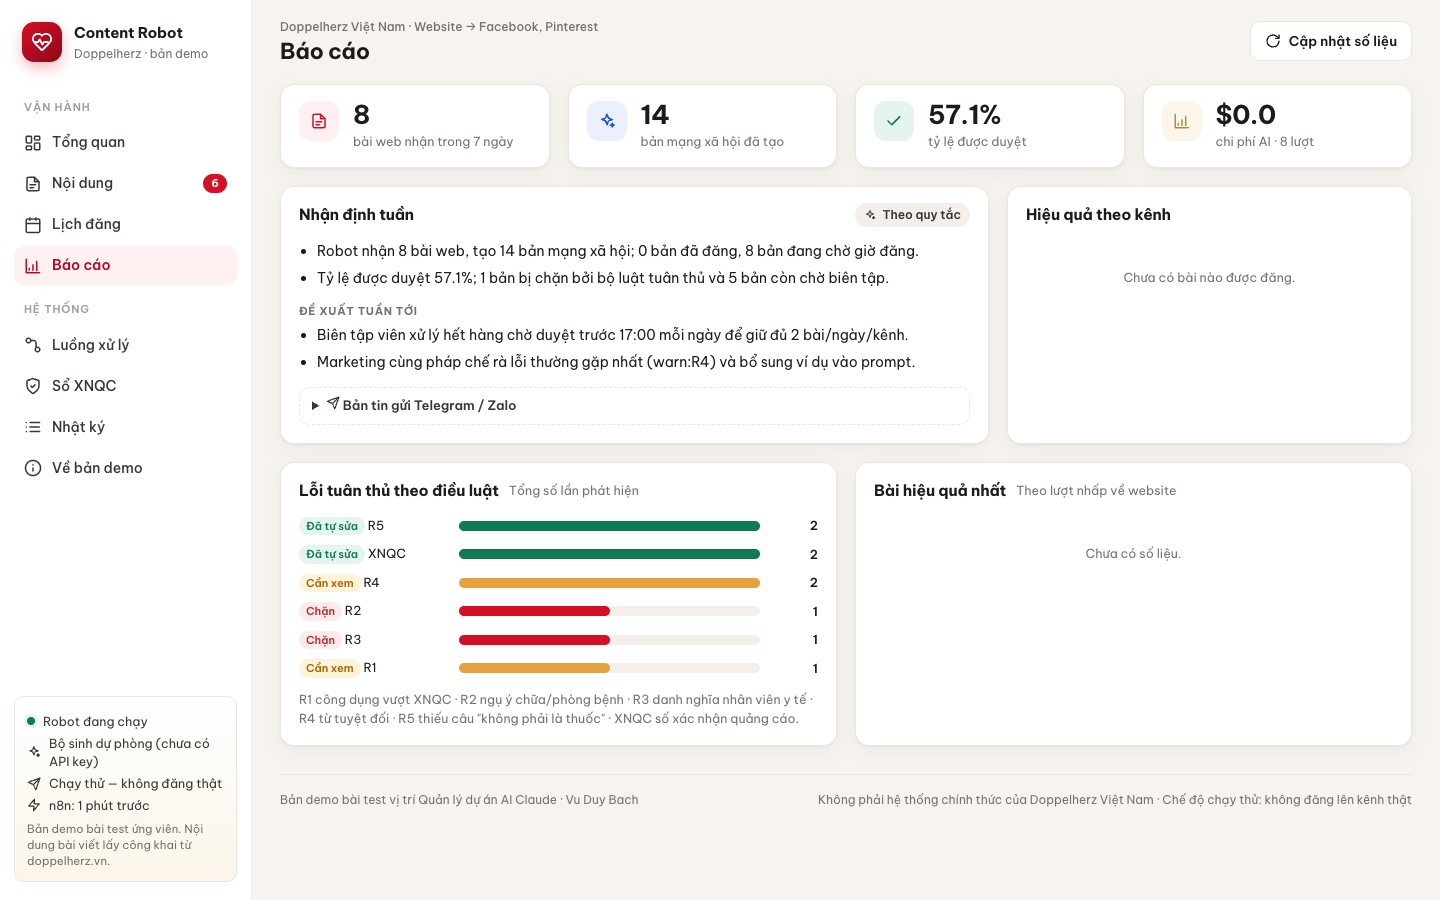 Content Robot
Doppelherz · bản demo
VẬN HÀNH
Tổng quan
Nội dung
6
Lịch đăng
Báo cáo
HỆ THỐNG
Luồng xử lý
Sổ XNQC
Nhật ký
Về bản demo
Robot đang chạy
Bộ sinh dự phòng (chưa có
API key)
Chạy thử — không đăng thật
n8n: 1 phút trước
Bản demo bài test ứng viên. Nội
dung bài viết lấy công khai từ
doppelherz.vn.
Doppelherz Việt Nam · Website → Facebook, Pinterest
Báo cáo
Cập nhật số liệu
8
bài web nhận trong 7 ngày
14
bản mạng xã hội đã tạo
57.1%
tỷ lệ được duyệt
$0.0
chi phí AI · 8 lượt
Nhận định tuần
Theo quy tắc
• Robot nhận 8 bài web, tạo 14 bản mạng xã hội; 0 bản đã đăng, 8 bản đang chờ giờ đăng.
• Tỷ lệ được duyệt 57.1%; 1 bản bị chặn bởi bộ luật tuân thủ và 5 bản còn chờ biên tập.
ĐỀ XUẤT TUẦN TỚI
• Biên tập viên xử lý hết hàng chờ duyệt trước 17:00 mỗi ngày để giữ đủ 2 bài/ngày/kênh.
• Marketing cùng pháp chế rà lỗi thường gặp nhất (warn:R4) và bổ sung ví dụ vào prompt.
▶ Bản tin gửi Telegram / Zalo
Hiệu quả theo kênh
Chưa có bài nào được đăng.
Lỗi tuân thủ theo điều luật Tổng số lần phát hiện
Đã tự sửa R5 2
Đã tự sửa XNQC 2
Cần xem R4 2
Chặn R2 1
Chặn R3 1
Cần xem R1 1
R1 công dụng vượt XNQC · R2 ngụ ý chữa/phòng bệnh · R3 danh nghĩa nhân viên y tế ·
R4 từ tuyệt đối · R5 thiếu câu "không phải là thuốc" · XNQC số xác nhận quảng cáo.
Bài hiệu quả nhất Theo lượt nhấp về website
Chưa có số liệu.
Bản demo bài test vị trí Quản lý dự án AI Claude · Vu Duy Bach
Không phải hệ thống chính thức của Doppelherz Việt Nam · Chế độ chạy thử: không đăng lên kênh thật